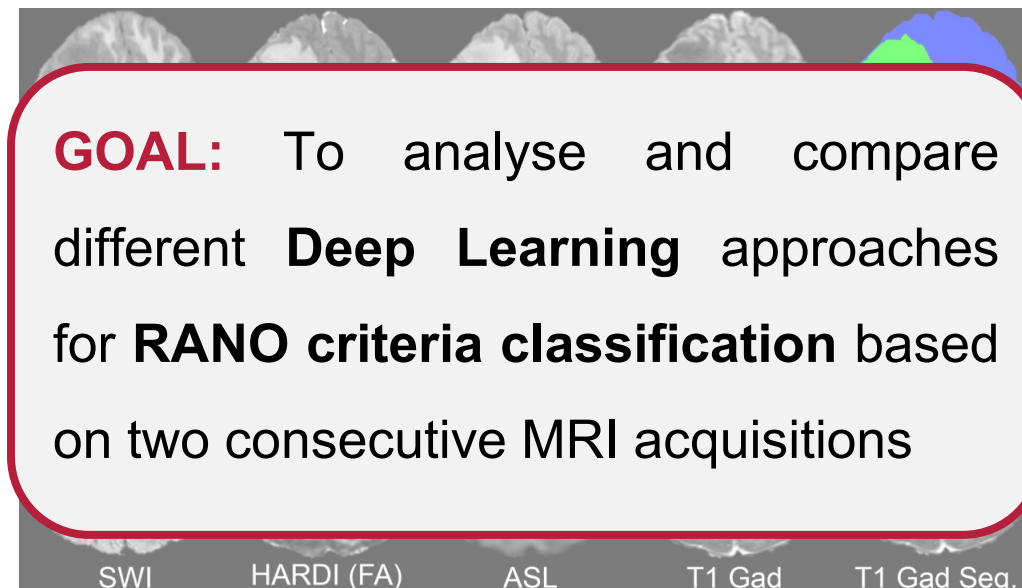 GOAL: To analyse and compare
different Deep Learning approaches
for RANO criteria classification based
on two consecutive MRI acquisitions
SWI HARDI (FA) ASL T1 Gad T1 Gad Seg.